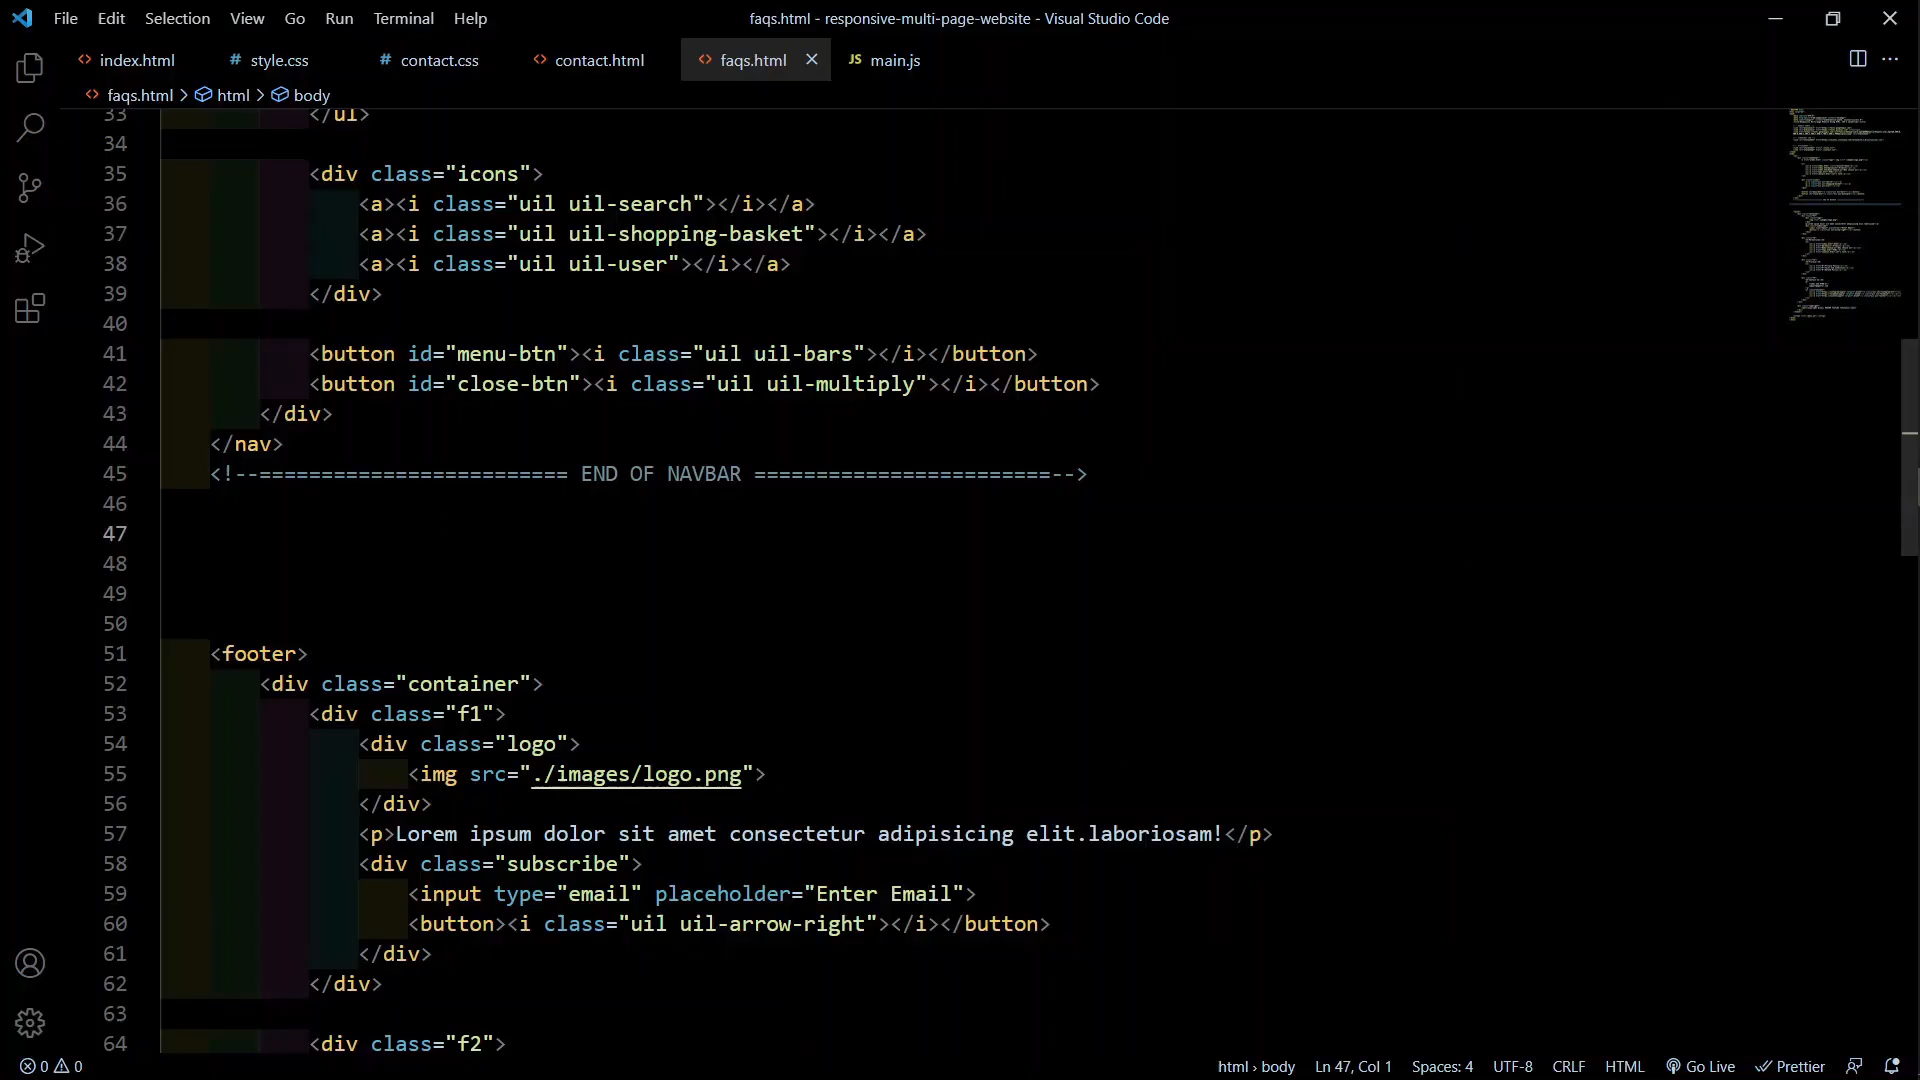 File Edit Selection View Go Run Terminal Help
faqs.html - responsive-multi-page-website - Visual Studio Code
index.html
# style.css
# contact.css
contact.html
faqs.html
JS main.js
faqs.html > html > body
33 </ul>
34
35 <div class="icons">
36 <a><i class="uil uil-search"></i></a>
37 <a><i class="uil uil-shopping-basket"></i></a>
38 <a><i class="uil uil-user"></i></a>
39 </div>
40
41 <button id="menu-btn"><i class="uil uil-bars"></i></button>
42 <button id="close-btn"><i class="uil uil-multiply"></i></button>
43 </div>
44 </nav>
45 <!--========================= END OF NAVBAR ========================-->
46
47
48
49
50
51 <footer>
52 <div class="container">
53 <div class="f1">
54 <div class="logo">
55 <img src="./images/logo.png">
56 </div>
57 <p>Lorem ipsum dolor sit amet consectetur adipisicing elit.laboriosam!</p>
58 <div class="subscribe">
59 <input type="email" placeholder="Enter Email">
60 <button><i class="uil uil-arrow-right"></i></button>
61 </div>
62 </div>
63
64 <div class="f2">
0 0 html › body Ln 47, Col 1 Spaces: 4 UTF-8 CRLF HTML Go Live Prettier